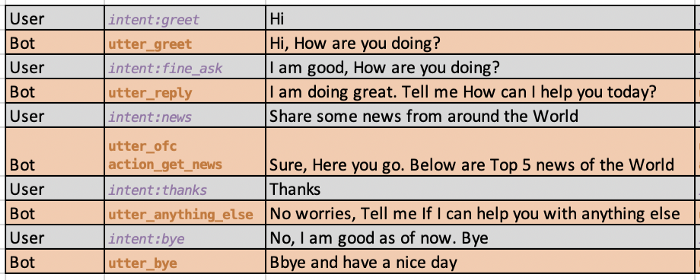 User intent:greet Hi
Bot utter_greet Hi, How are you doing?
User intent:fine_ask I am good, How are you doing?
Bot utter_reply I am doing great. Tell me How can I help you today?
User intent:news Share some news from around the World
utter_ofc
Bot action_get_news Sure, Here you go. Below are Top 5 news of the World
User intent:thanks Thanks
Bot utter_anything_else No worries, Tell me If I can help you with anything else
User intent:bye No, I am good as of now. Bye
Bot utter_bye Bbye and have a nice day